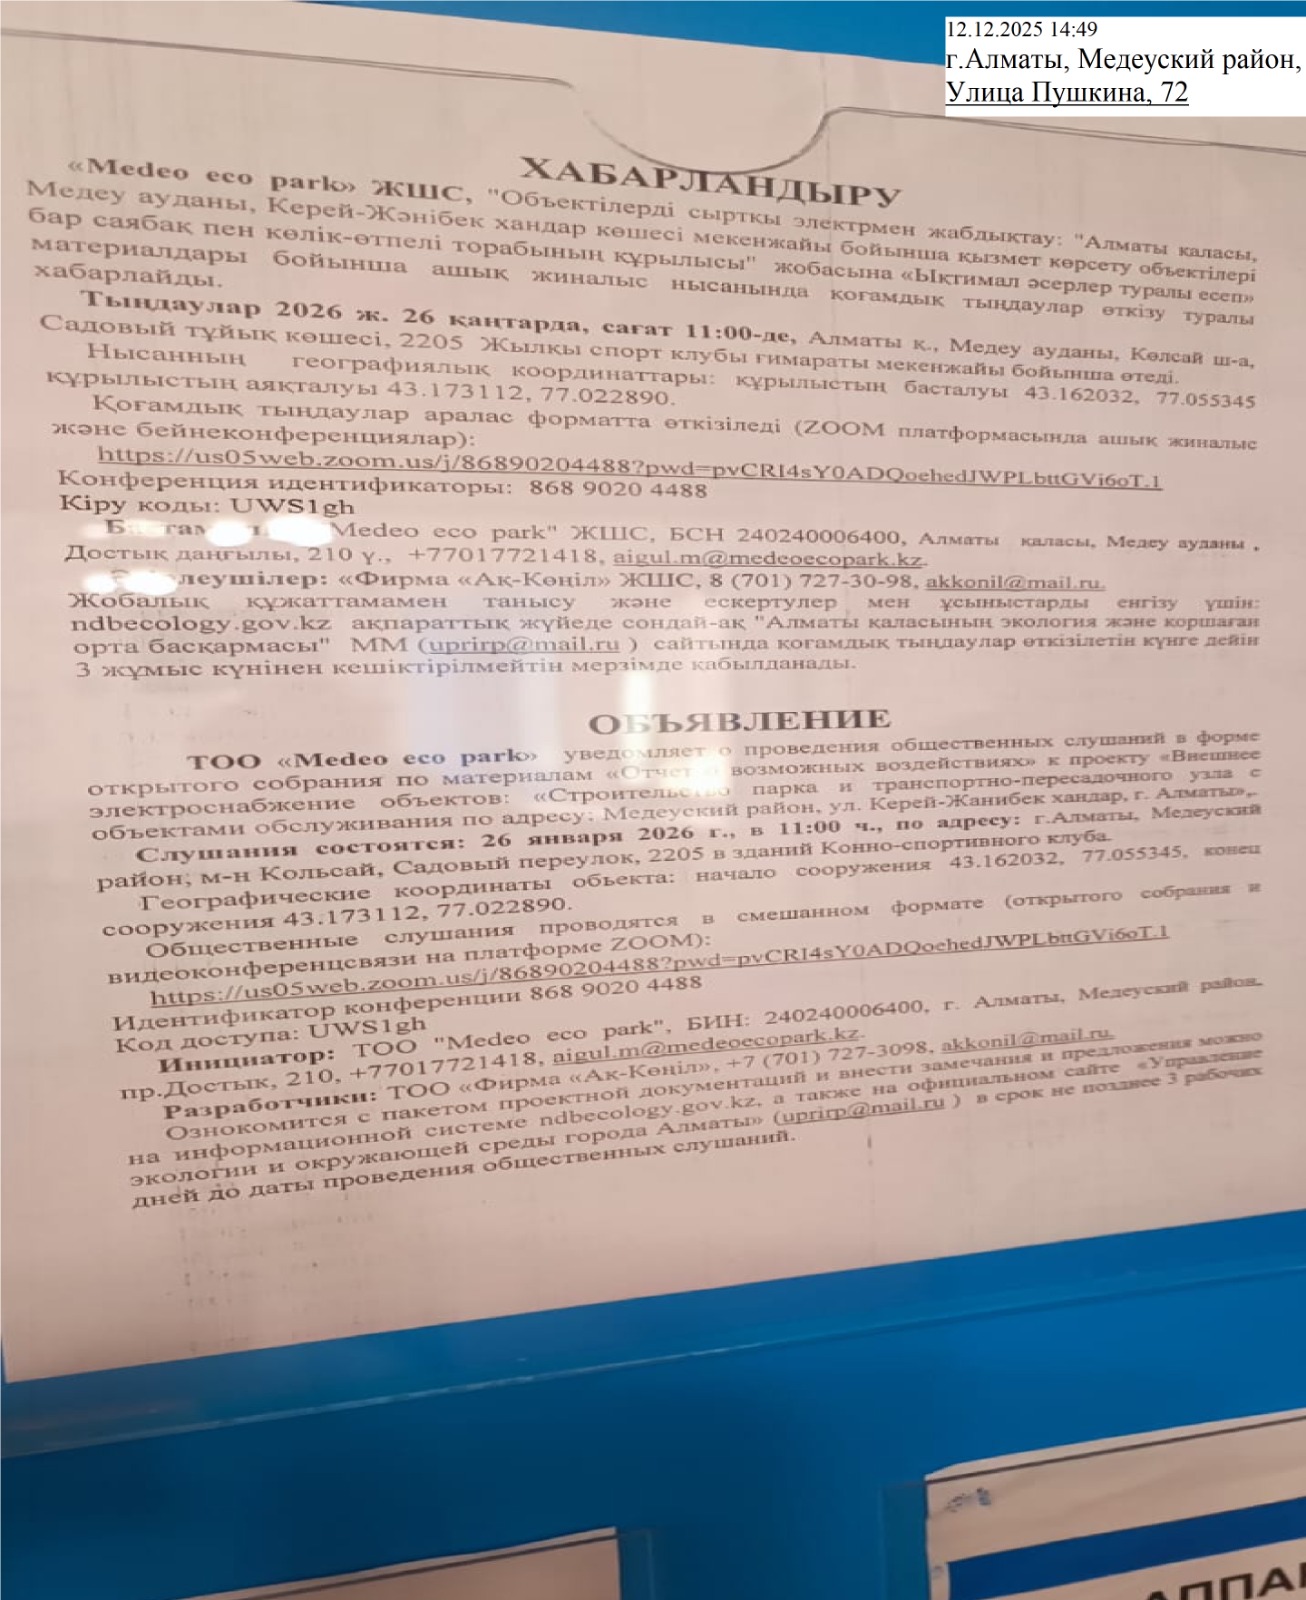 12.12.2025 14:49
г.Алматы, Медеуский район,
Улица Пушкина, 72
ХАБАРЛАНДЫРУ
«Medeo eco park» ЖШС, "Объектілерді сыртқы электрмен жабдықтау: "Алматы қаласы,
Медеу ауданы, Керей-Жәнібек хандар көшесі мекенжайы бойынша қызмет көрсету объектілері
бар саябақ пен көлік-өтпелі торабының құрылысы" жобасына «Ықтимал әсерлер туралы есеп»
материалдары бойынша ашық жиналыс нысанында қоғамдық тыңдаулар өткізу туралы
хабарлайды.
Тыңдаулар 2026 ж. 26 қаңтарда, сағат 11:00-де, Алматы қ., Медеу ауданы, Көлсай ш-а,
Садовый тұйық көшесі, 2205 Жылқы спорт клубы ғимараты мекенжайы бойынша өтеді.
Нысанның географиялық координаттары: құрылыстың басталуы 43.162032, 77.055345
құрылыстың аяқталуы 43.173112, 77.022890.
Қоғамдық тыңдаулар аралас форматта өткізіледі (ZOOM платформасында ашық жиналыс
және бейнеконференциялар):
https://us05web.zoom.us/j/86890204488?pwd=pvCRI4sY0ADQoehedJWPLbttGVi6oT.1
Конференция идентификаторы: 868 9020 4488
Кіру коды: UWS1gh
Medeo eco park" ЖШС, БСН 240240006400, Алматы қаласы, Медеу ауданы ,
Достық даңғылы, 210 ү., +77017721418, aigul.m@medeoecopark.kz.
«Фирма «Ақ-Көңіл» ЖШС, 8 (701) 727-30-98, akkonil@mail.ru.
Жобалық құжаттамамен танысу және ескертулер мен ұсыныстарды енгізу үшін:
ndbecology.gov.kz ақпараттық жүйеде сондай-ақ "Алматы қаласының экология және қоршаған
орта басқармасы" ММ (uprirp@mail.ru ) сайтында қоғамдық тыңдаулар өткізілетін күнге дейін
3 жұмыс күнінен кешіктірілмейтін мерзімде қабылданады.
ОБЪЯВЛЕНИЕ
ТОО «Medeo eco park» уведомляет о проведения общественных слушаний в форме
открытого собрания по материалам «Отчет о возможных воздействиях» к проекту «Внешнее
электроснабжение объектов: «Строительство парка и транспортно-пересадочного узла с
объектами обслуживания по адресу: Медеуский район, ул. Керей-Жанибек хандар, г. Алматы»,.
Слушания состоятся: 26 января 2026 г., в 11:00 ч., по адресу: г.Алматы, Медеуский
район, м-н Кольсай, Садовый переулок, 2205 в зданий Конно-спортивного клуба.
Географические координаты обьекта: начало сооружения 43.162032, 77.055345, конец
сооружения 43.173112, 77.022890.
Общественные слушания проводятся в смешанном формате (открытого собрания и
видеоконференцсвязи на платформе ZOOM):
https://us05web.zoom.us/j/86890204488?pwd=pvCRI4sY0ADQoehedJWPLbttGVi6oT.1
Идентификатор конференции 868 9020 4488
Код доступа: UWS1gh
Инициатор: ТОО "Medeo eco park", БИН: 240240006400, г. Алматы, Медеуский район,
пр.Достык, 210, +77017721418, aigul.m@medeoecopark.kz.
Разработчики: ТОО «Фирма «Ак-Көңіл», +7 (701) 727-3098, akkonil@mail.ru.
Ознокомится с пакетом проектной документаций и внести замечания и предложения можно
на информационной системе ndbecology.gov.kz, а также на официальном сайте «Управление
экологии и окружающей среды города Алматы» (uprirp@mail.ru ) в срок не позднее 3 рабочих
дней до даты проведения общественных слушаний.